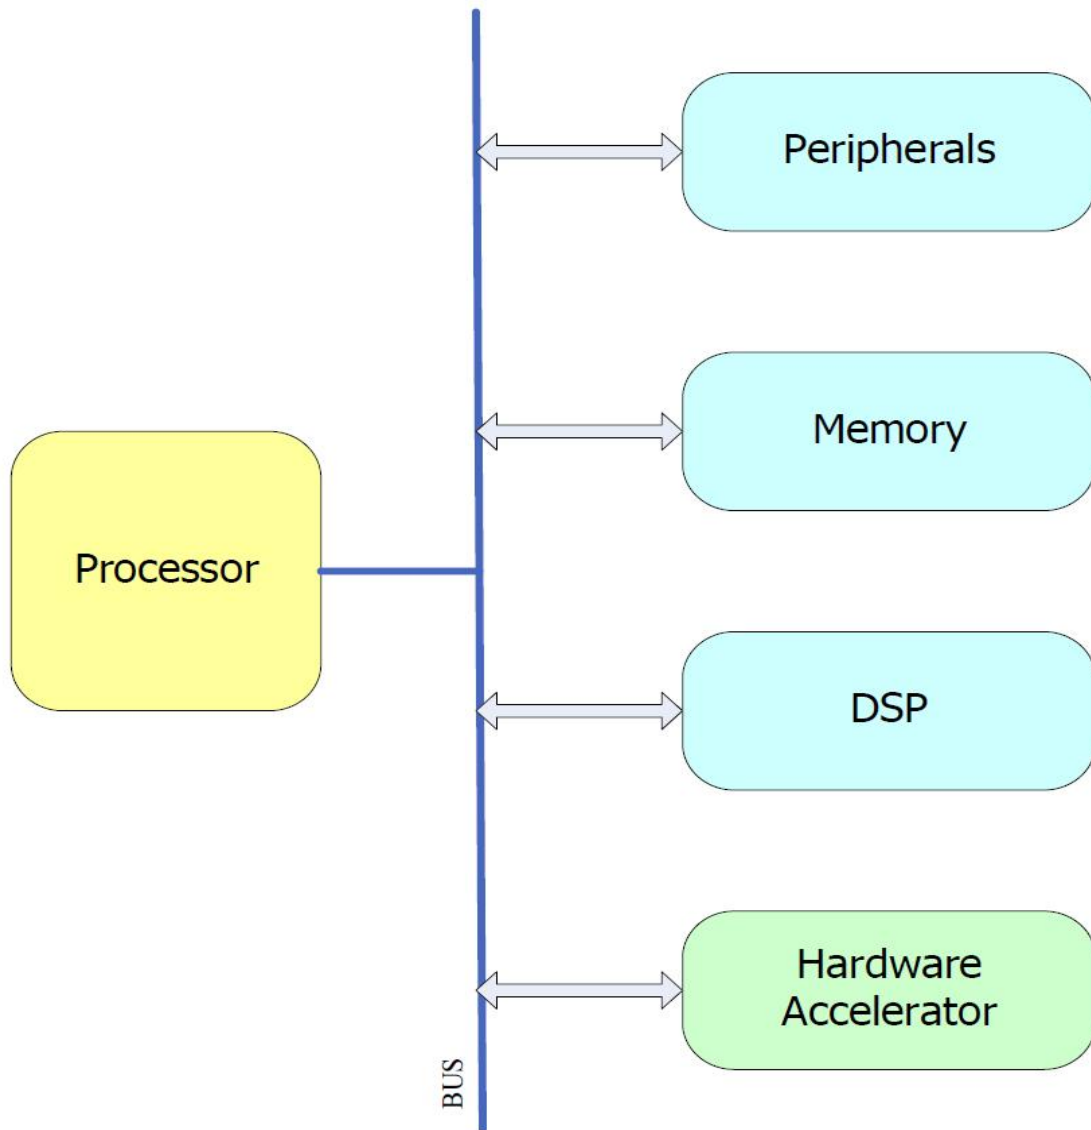 Peripherals
Memory
Processor
DSP
Hardware
Accelerator
BUS